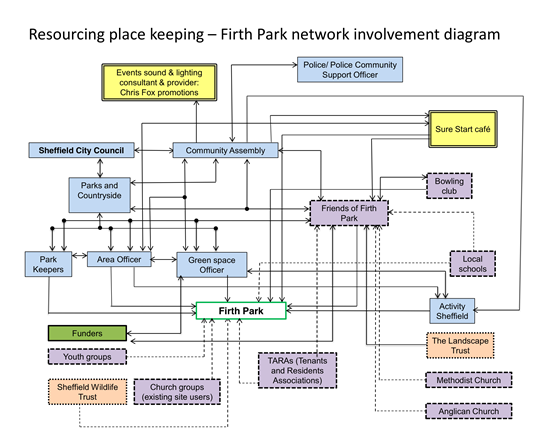 Resourcing place keeping – Firth Park network involvement diagram
Police/ Police Community
Support Officer
Events sound & lighting
consultant & provider:
Chris Fox promotions
Sure Start café
Sheffield City Council
Community Assembly
Parks and
Countryside
Bowling
club
Friends of Firth
Park
Park
Keepers
Area Officer
Green space
Officer
Local
schools
Firth Park
Activity
Sheffield
Funders
The Landscape
Trust
Youth groups
TARAs (Tenants
and Residents
Associations)
Sheffield Wildlife
Trust
Church groups
(existing site users)
Methodist Church
Anglican Church